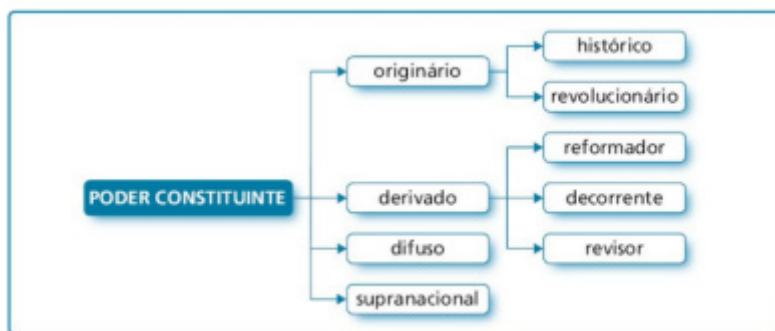 PODER CONSTITUINTE
originário
histórico
revolucionário
derivado
reformador
decorrente
revisor
difuso
supranacional